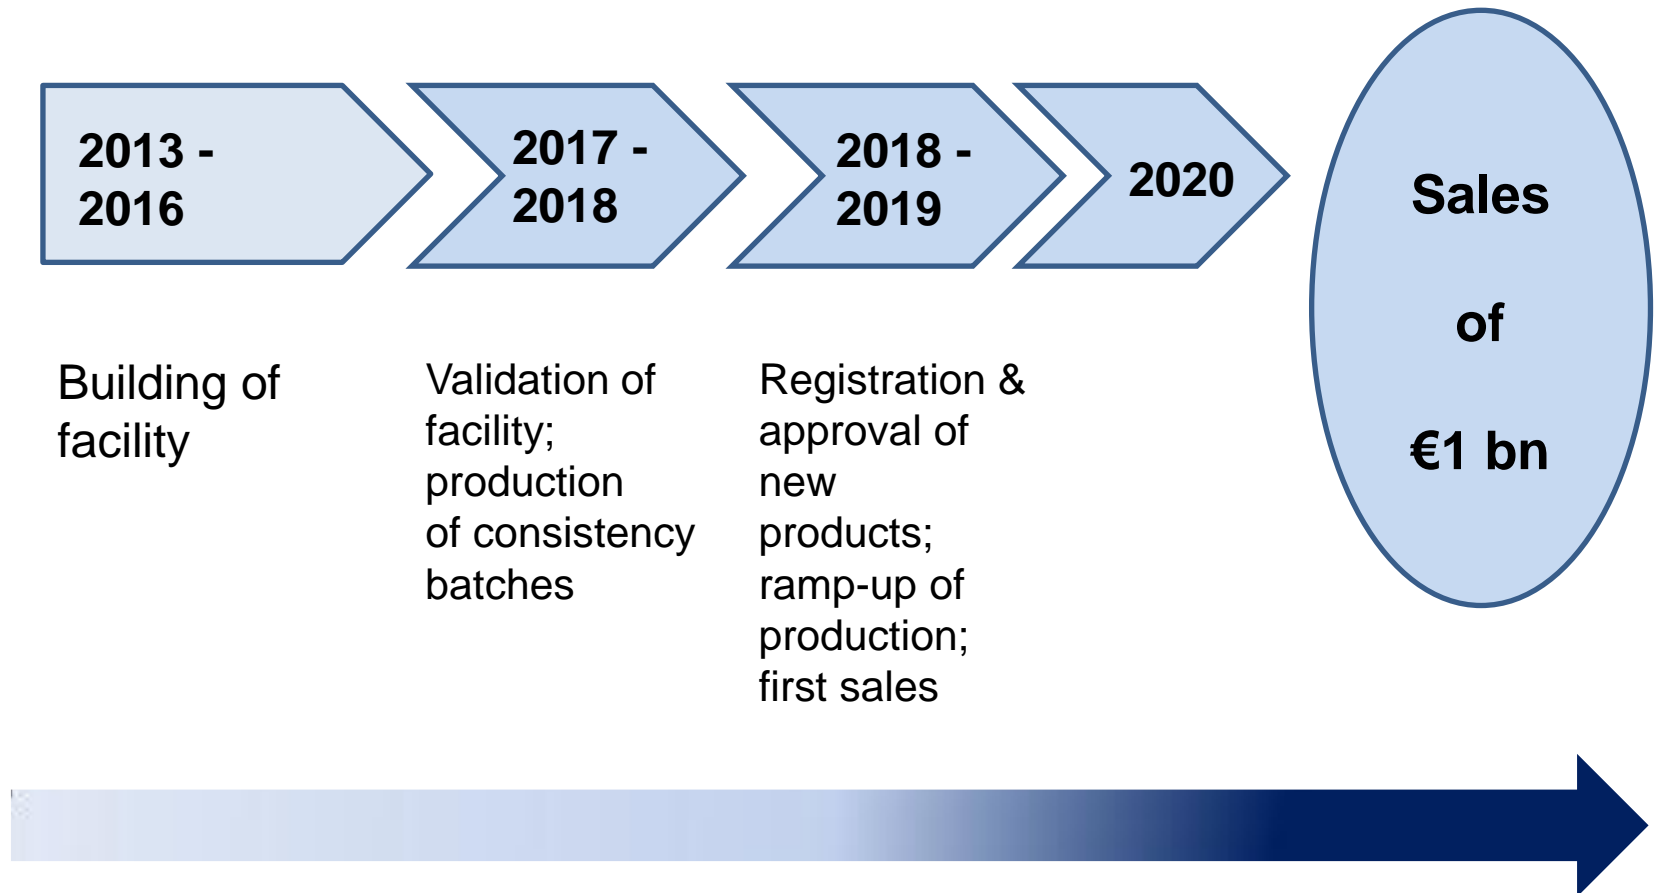 2013 -
2016
2017 -
2018
2018 -
2019
2020
Sales
of
€1 bn
Building of
facility
Validation of
facility;
production
of consistency
batches
Registration &
approval of
new
products;
ramp-up of
production;
first sales